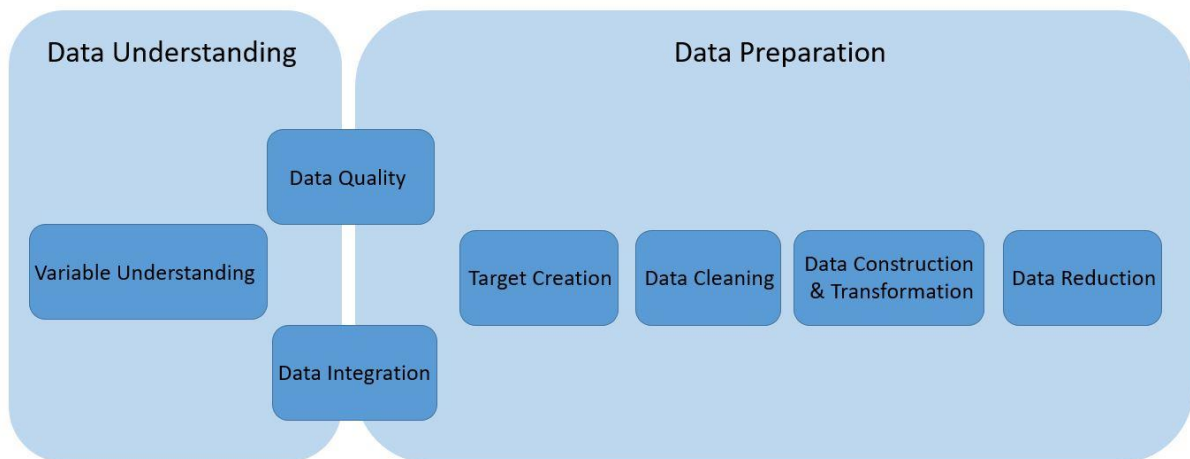 Data Understanding
Data Preparation
Data Quality
Variable Understanding
Data Integration
Target Creation
Data Cleaning
Data Construction
& Transformation
Data Reduction